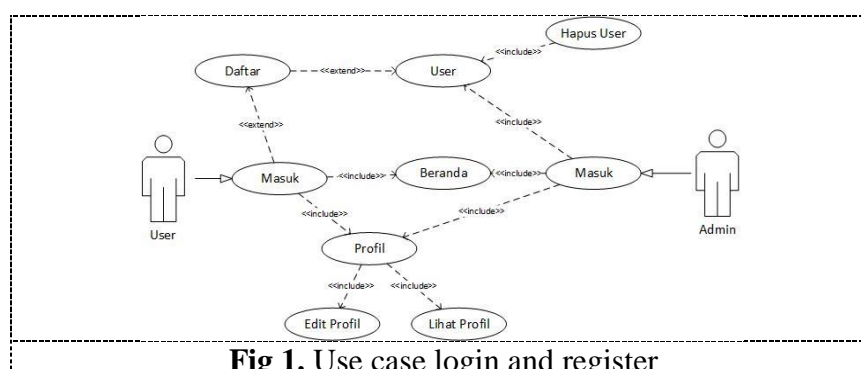 Hapus User
<<include>>
Daftar
<<extend>>
User
<<extend>>
<<include>>
Masuk
<<include>>
Beranda
<<include>>
Masuk
User
<<include>>
<<include>>
Admin
Profil
<<include>>
<<include>>
Edit Profil
Lihat Profil
Fig 1. Use case login and register